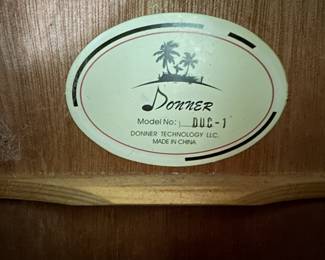 DONNER
Model No: DUC-1
DONNER TECHNOLOGY LLC.
MADE IN CHINA